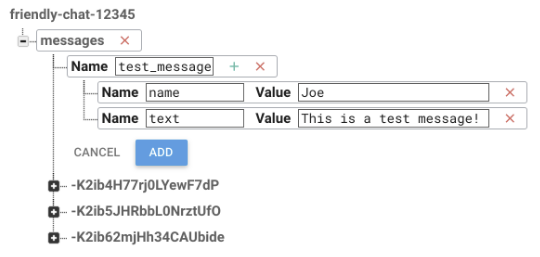 friendly-chat-12345
messages
Name test_message
Name name Value Joe
Name text Value This is a test message!
CANCEL ADD
-K2ib4H77rj0LYewF7dP
-K2ib5JHRbbL0NrztUfO
-K2ib62mjHh34CAUbide